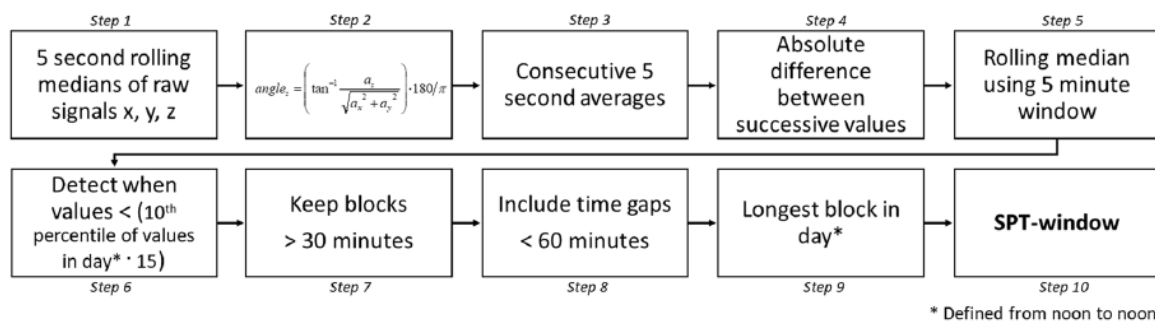 Step 1
Step 2
Step 3
Step 4
Step 5
5 second rolling
medians of raw
signals x, y, z
angle_z = (tan⁻¹ a_z / √(a_x² + a_y²)) · 180/π
Consecutive 5
second averages
Absolute
difference
between
successive values
Rolling median
using 5 minute
window
Detect when
values < (10th
percentile of values
in day* · 15)
Keep blocks
> 30 minutes
Include time gaps
< 60 minutes
Longest block in
day*
SPT-window
Step 6
Step 7
Step 8
Step 9
Step 10
* Defined from noon to noon